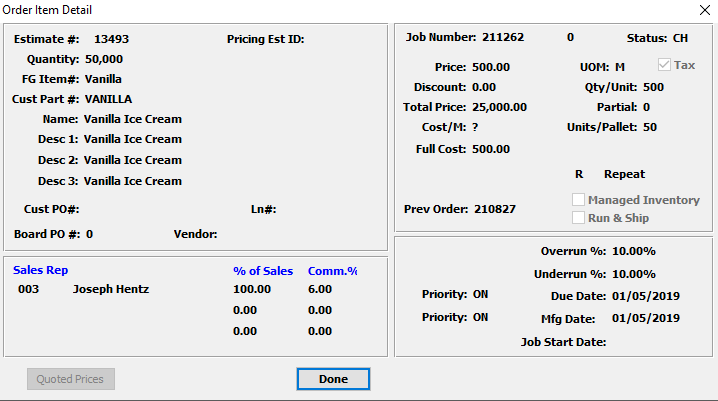 Order Item Detail
Estimate #: 13493 Pricing Est ID:
Quantity: 50,000
FG Item#: Vanilla
Cust Part #: VANILLA
Name: Vanilla Ice Cream
Desc 1: Vanilla Ice Cream
Desc 2: Vanilla Ice Cream
Desc 3: Vanilla Ice Cream
Cust PO#: Ln#:
Board PO #: 0 Vendor:
Job Number: 211262 0 Status: CH
Price: 500.00 UOM: M Tax
Discount: 0.00 Qty/Unit: 500
Total Price: 25,000.00 Partial: 0
Cost/M: ? Units/Pallet: 50
Full Cost: 500.00
R Repeat
Managed Inventory
Prev Order: 210827
Run & Ship
Sales Rep % of Sales Comm.%
003 Joseph Hentz 100.00 6.00
0.00 0.00
0.00 0.00
Overrun %: 10.00%
Underrun %: 10.00%
Priority: ON Due Date: 01/05/2019
Priority: ON Mfg Date: 01/05/2019
Job Start Date:
Quoted Prices Done